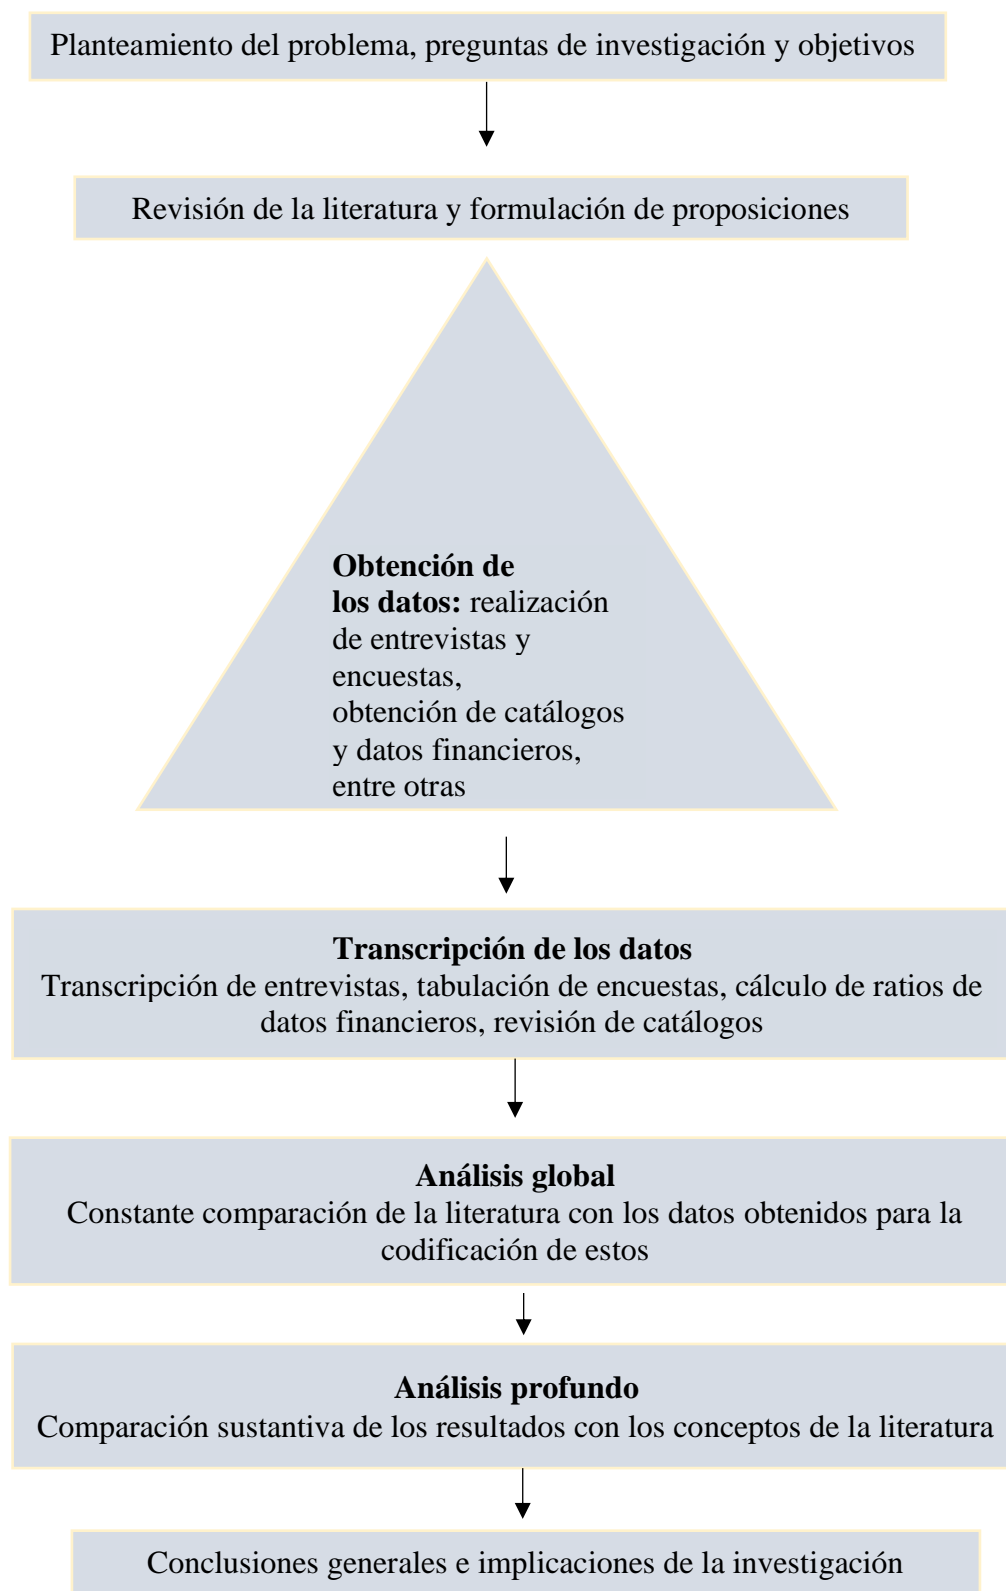 Planteamiento del problema, preguntas de investigación y objetivos
Revisión de la literatura y formulación de proposiciones
Obtención de
los datos: realización
de entrevistas y
encuestas,
obtención de catálogos
y datos financieros,
entre otras
Transcripción de los datos
Transcripción de entrevistas, tabulación de encuestas, cálculo de ratios de
datos financieros, revisión de catálogos
Análisis global
Constante comparación de la literatura con los datos obtenidos para la
codificación de estos
Análisis profundo
Comparación sustantiva de los resultados con los conceptos de la literatura
Conclusiones generales e implicaciones de la investigación